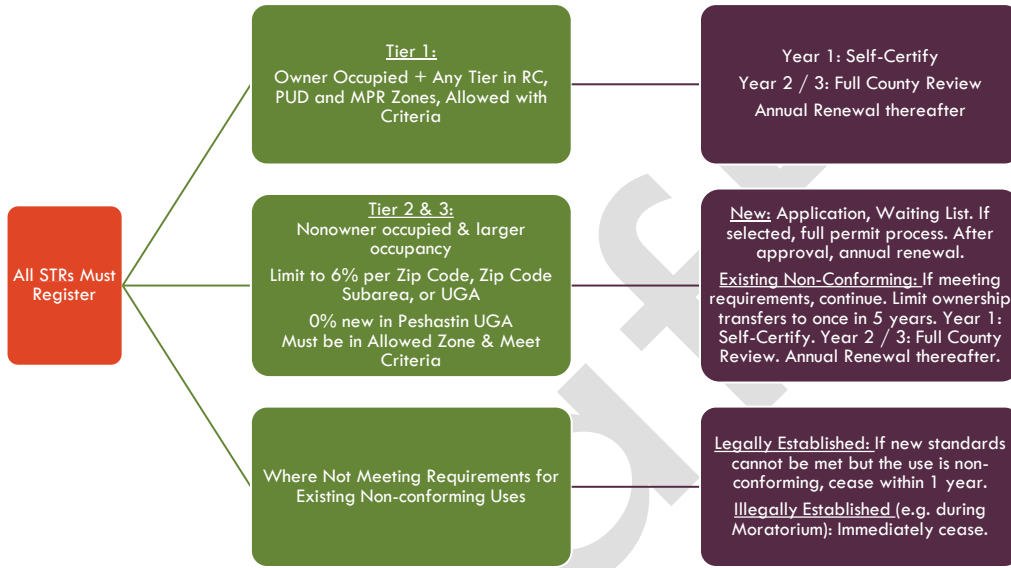 All STRs Must
Register
Tier 1:
Owner Occupied + Any Tier in RC,
PUD and MPR Zones, Allowed with
Criteria
Year 1: Self-Certify
Year 2 / 3: Full County Review
Annual Renewal thereafter
Tier 2 & 3:
Nonowner occupied & larger
occupancy
Limit to 6% per Zip Code, Zip Code
Subarea, or UGA
0% new in Peshastin UGA
Must be in Allowed Zone & Meet
Criteria
New: Application, Waiting List. If
selected, full permit process. After
approval, annual renewal.
Existing Non-Conforming: If meeting
requirements, continue. Limit ownership
transfers to once in 5 years. Year 1:
Self-Certify. Year 2 / 3: Full County
Review. Annual Renewal thereafter.
Where Not Meeting Requirements for
Existing Non-conforming Uses
Legally Established: If new standards
cannot be met but the use is non-
conforming, cease within 1 year.
Illegally Established (e.g. during
Moratorium): Immediately cease.